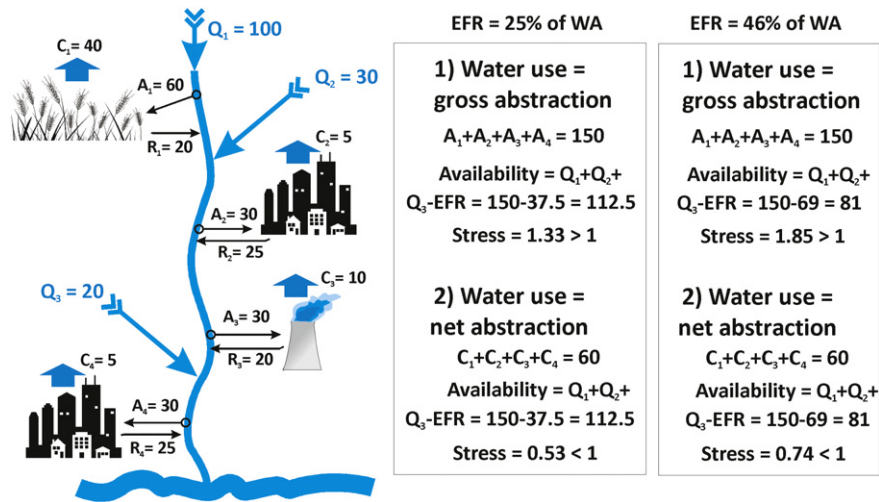 Q₁ = 100
C₁= 40
A₁= 60
Q₂ = 30
R₁= 20
C₂= 5
A₂= 30
R₂= 25
C₃= 10
Q₃ = 20
A₃= 30
R₃= 20
C₄= 5
A₄= 30
R₄= 25
EFR = 25% of WA
1) Water use =
gross abstraction
A₁+A₂+A₃+A₄ = 150
Availability = Q₁+Q₂+
Q₃-EFR = 150-37.5 = 112.5
Stress = 1.33 > 1
2) Water use =
net abstraction
C₁+C₂+C₃+C₄ = 60
Availability = Q₁+Q₂+
Q₃-EFR = 150-37.5 = 112.5
Stress = 0.53 < 1
EFR = 46% of WA
1) Water use =
gross abstraction
A₁+A₂+A₃+A₄ = 150
Availability = Q₁+Q₂+
Q₃-EFR = 150-69 = 81
Stress = 1.85 > 1
2) Water use =
net abstraction
C₁+C₂+C₃+C₄ = 60
Availability = Q₁+Q₂+
Q₃-EFR = 150-69 = 81
Stress = 0.74 < 1